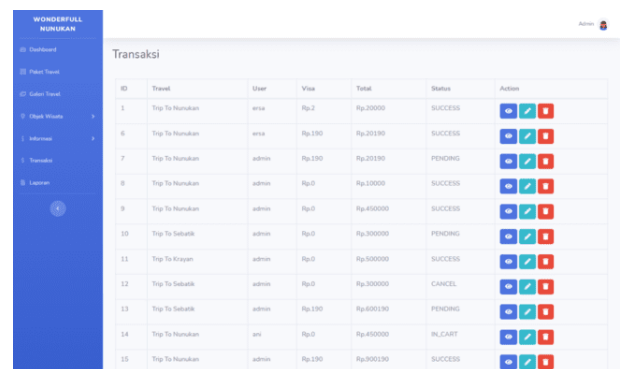 WONDERFULL
NUNUKAN
Admin
Dashboard
Paket Travel
Galeri Travel
Objek Wisata
Informasi
Transaksi
Laporan
Transaksi
ID Travel User Visa Total Status Action
1 Trip To Nunukan ersa Rp.2 Rp.20000 SUCCESS
6 Trip To Nunukan ersa Rp.190 Rp.20190 SUCCESS
7 Trip To Nunukan admin Rp.190 Rp.20190 PENDING
8 Trip To Nunukan admin Rp.0 Rp.10000 SUCCESS
9 Trip To Nunukan admin Rp.0 Rp.450000 SUCCESS
10 Trip To Sebatik admin Rp.0 Rp.300000 PENDING
11 Trip To Krayan admin Rp.0 Rp.500000 SUCCESS
12 Trip To Sebatik admin Rp.0 Rp.300000 CANCEL
13 Trip To Sebatik admin Rp.190 Rp.600190 PENDING
14 Trip To Nunukan ani Rp.0 Rp.450000 IN_CART
15 Trip To Nunukan admin Rp.190 Rp.900190 SUCCESS